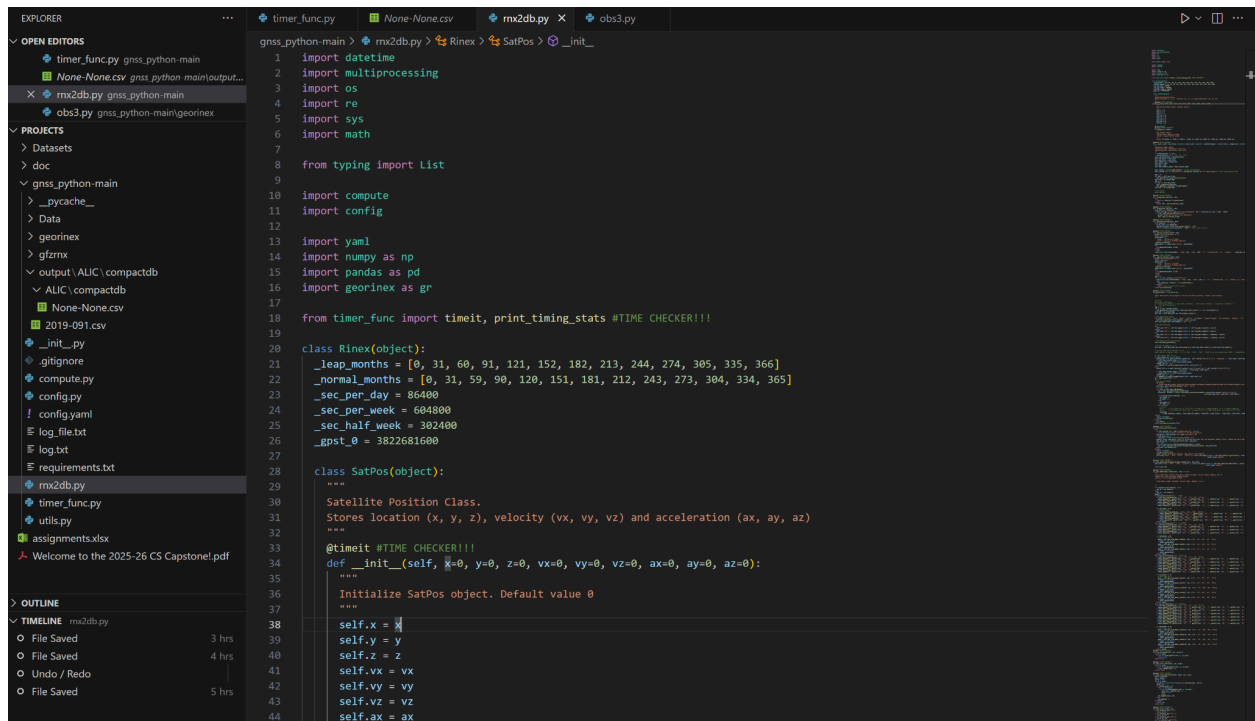 EXPLORER
OPEN EDITORS
timer_func.py gnss_python-main
None-None.csv gnss_python-main\output...
rnx2db.py gnss_python-main
obs3.py gnss_python-main\georinex
PROJECTS
Datasets
doc
gnss_python-main
__pycache__
Data
georinex
gfzrnx
output\ALIC\compactdb
ALIC\compactdb
None-None.csv
2019-091.csv
__init__.py
.gitignore
compute.py
config.py
config.yaml
log_file.txt
log.txt
requirements.txt
rnx2db.py
timer_func.py
utils.py
assignments.xlsx
Welcome to the 2025-26 CS Capstone!.pdf
OUTLINE
TIMELINE rnx2db.py
File Saved 3 hrs
File Saved 4 hrs
Undo / Redo
File Saved 5 hrs
timer_func.py None-None.csv rnx2db.py obs3.py
gnss_python-main > rnx2db.py > Rinex > SatPos > __init__
1 import datetime
2 import multiprocessing
3 import os
4 import re
5 import sys
6 import math
7
8 from typing import List
9
10 import compute
11 import config
12
13 import yaml
14 import numpy as np
15 import pandas as pd
16 import georinex as gr
17
18 from timer_func import timeit, print_timing_stats #TIME CHECKER!!!
19
20 class Rinex(object):
21 _leap_months = [0, 31, 60, 91, 121, 152, 182, 213, 244, 274, 305, 335, 366]
22 _normal_months = [0, 31, 59, 90, 120, 151, 181, 212, 243, 273, 304, 334, 365]
23 _sec_per_day = 86400
24 _sec_per_week = 604800
25 _sec_half_week = 302400
26 _gpst_0 = 3822681600
27
28 class SatPos(object):
29 """
30 Satellite Position Class.
31 Stores location (x, y, z), velocity (vx, vy, vz) and acceleration (ax, ay, az)
32 """
33 @timeit #TIME CHECKER!!!
34 def __init__(self, x=0, y=0, z=0, vx=0, vy=0, vz=0, ax=0, ay=0, az=0):
35 """
36 Initialize SatPos object. Default value 0
37 """
38 self.x = x
39 self.y = y
40 self.z = z
41 self.vx = vx
42 self.vy = vy
43 self.vz = vz
44 self.ax = ax